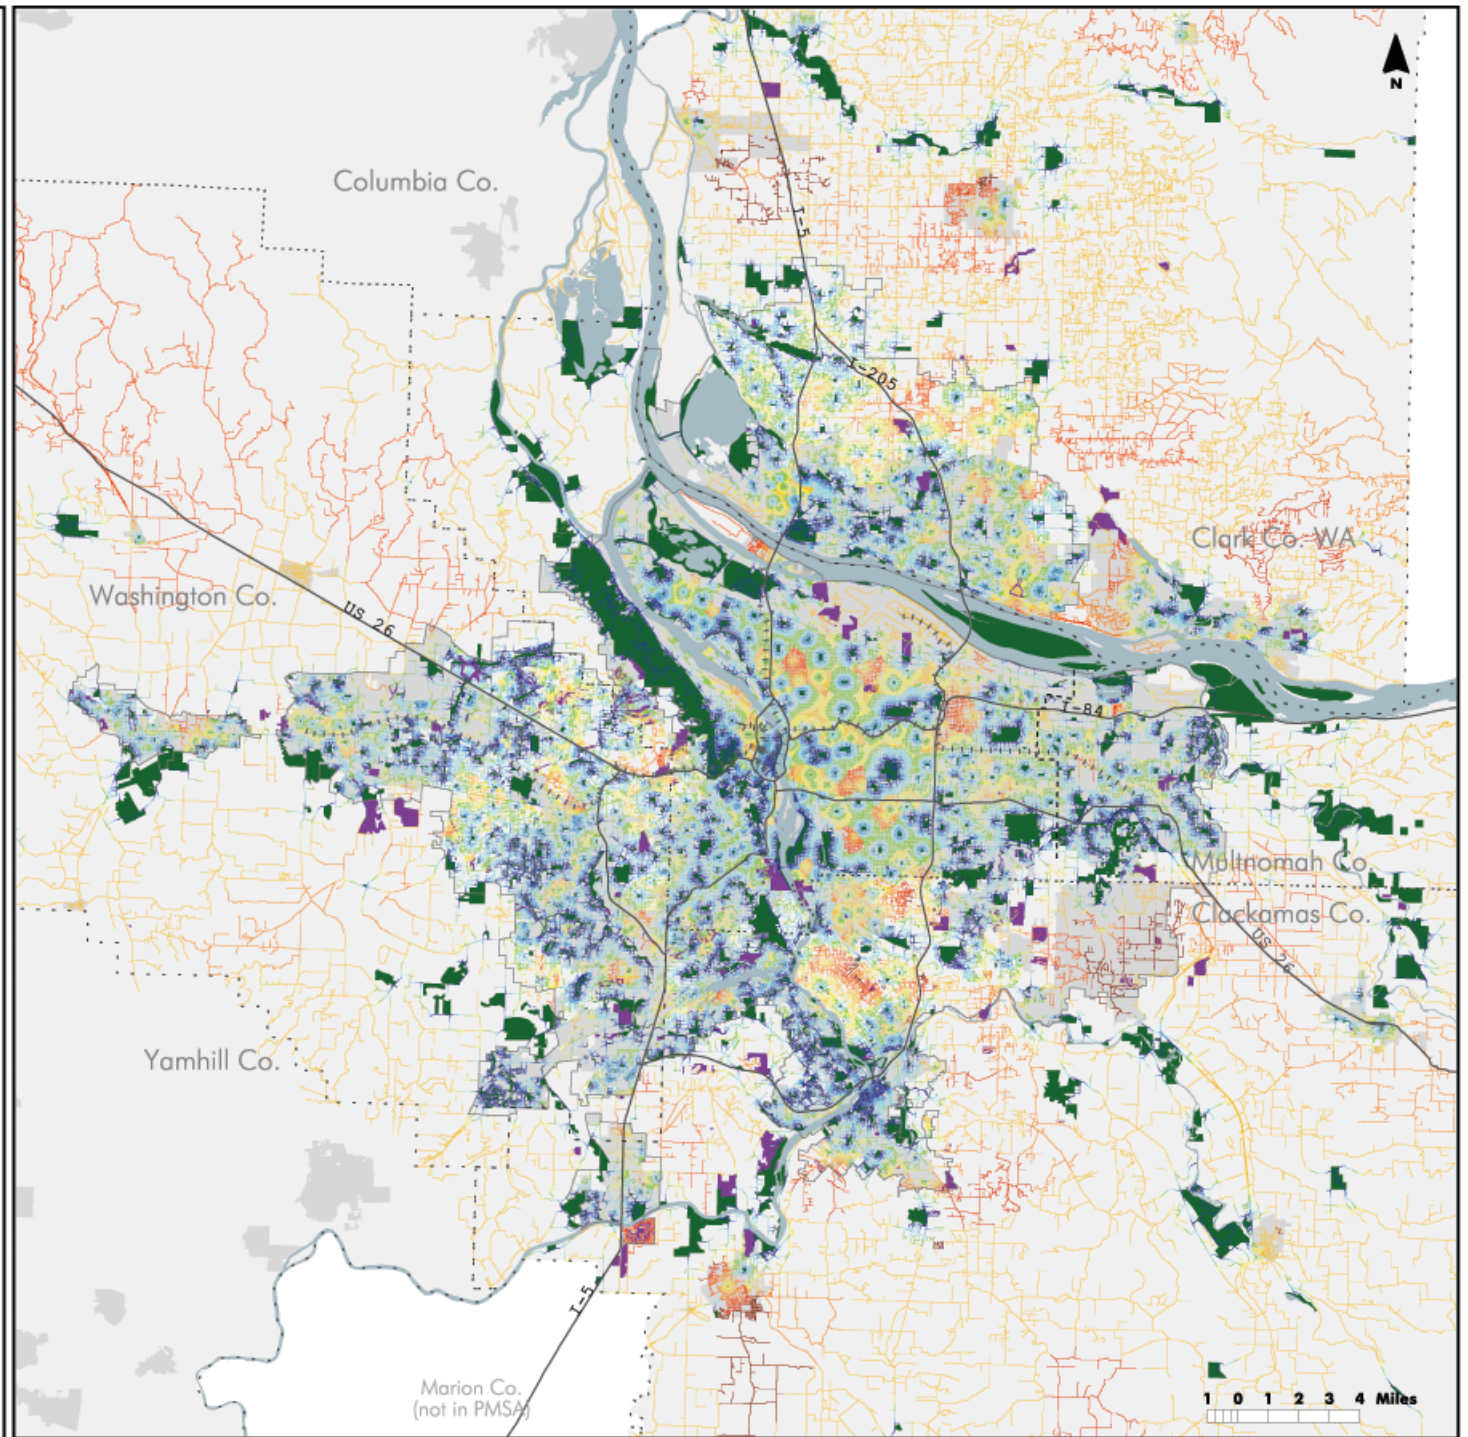 N
Columbia Co.
I-5
I-205
Clark Co. WA
Washington Co.
US 26
I-84
Multnomah Co.
Clackamas Co.
US 26
Yamhill Co.
I-5
Marion Co.
(not in PMSA)
1 0 1 2 3 4 Miles